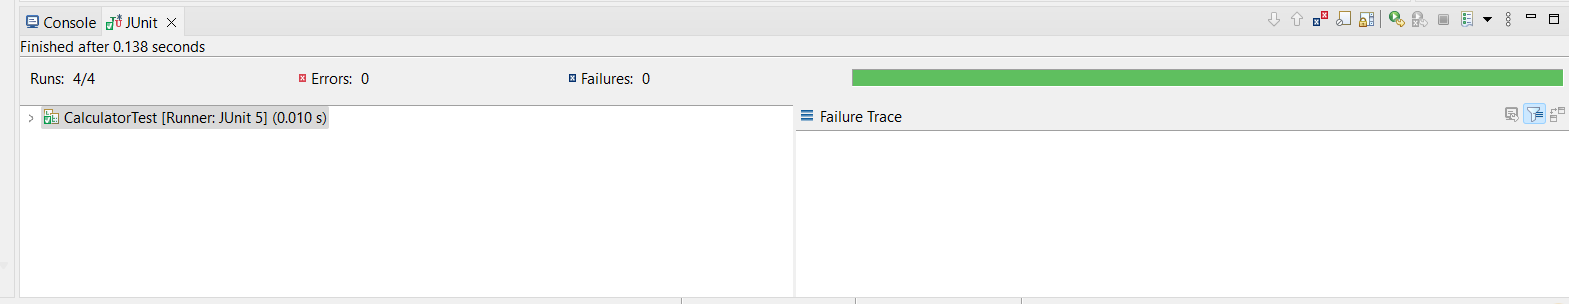 Console JUnit
Finished after 0.138 seconds
Runs: 4/4 Errors: 0 Failures: 0
CalculatorTest [Runner: JUnit 5] (0.010 s)
Failure Trace